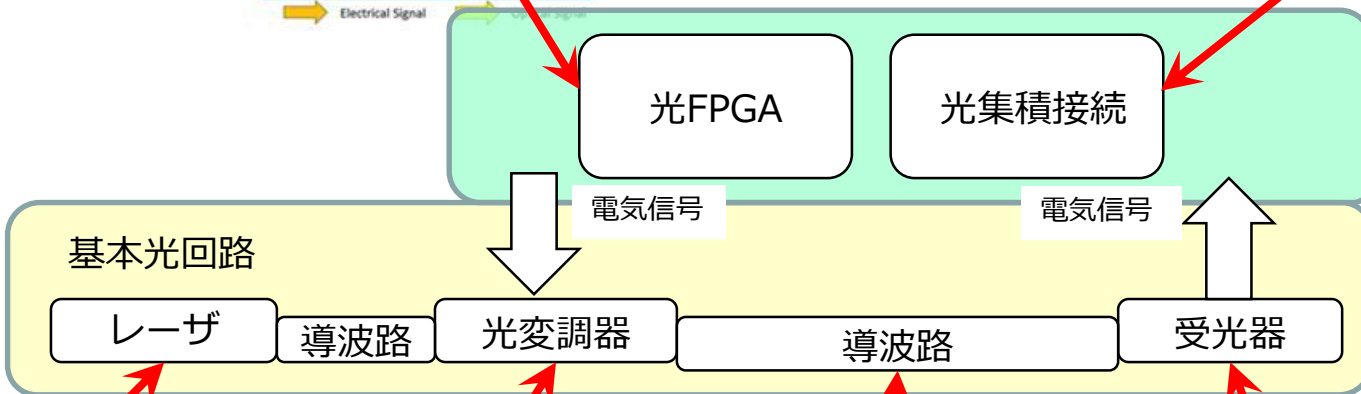 Electrical Signal
Optical Signal
光FPGA
光集積接続
電気信号
電気信号
基本光回路
レーザ
導波路
光変調器
導波路
受光器